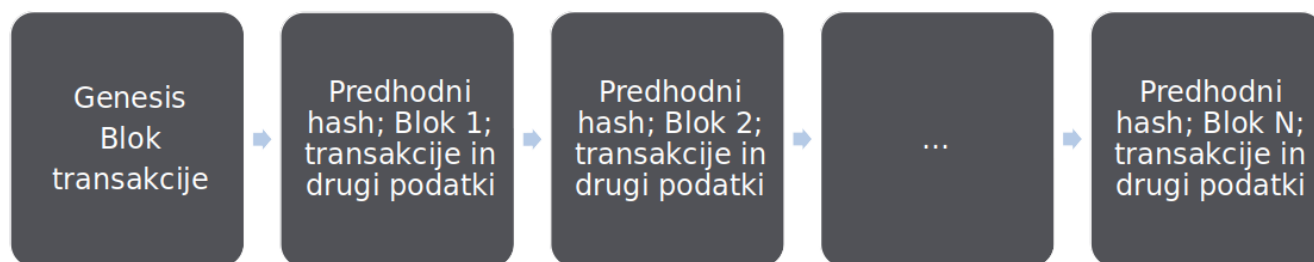 Genesis
Blok
transakcije
Predhodni
hash; Blok 1;
transakcije in
drugi podatki
Predhodni
hash; Blok 2;
transakcije in
drugi podatki
...
Predhodni
hash; Blok N;
transakcije in
drugi podatki